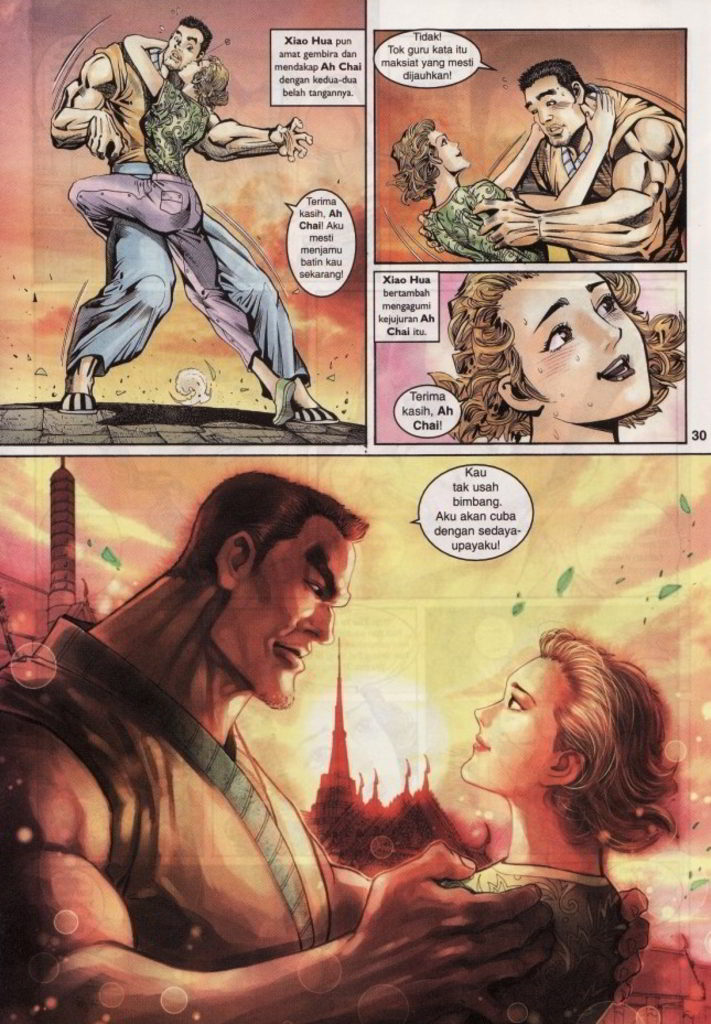 Xiao Hua pun
amat gembira dan
mendakap Ah Chai
dengan kedua-dua
belah tangannya.
Terima
kasih, Ah
Chai! Aku
mesti
menjamu
batin kau
sekarang!
Tidak!
Tok guru kata itu
maksiat yang mesti
dijauhkan!
Xiao Hua
bertambah
mengagumi
kejujuran Ah
Chai itu.
Terima
kasih, Ah
Chai!
30
Kau
tak usah
bimbang.
Aku akan cuba
dengan sedaya-
upayaku!